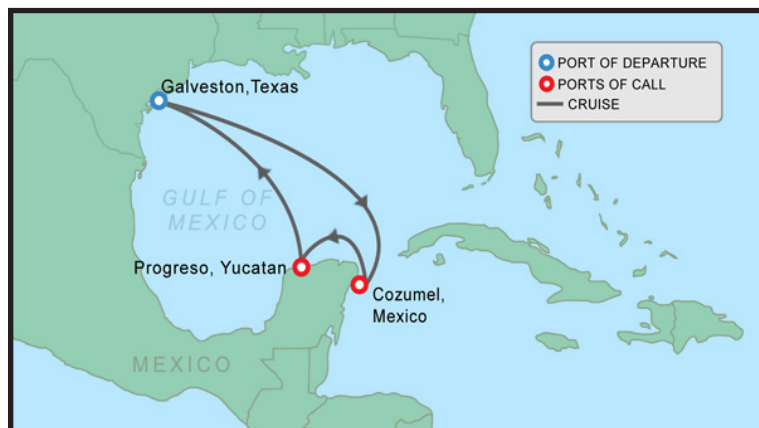 PORT OF DEPARTURE
PORTS OF CALL
CRUISE
Galveston,Texas
GULF OF
MEXICO
Progreso, Yucatan
Cozumel,
Mexico
MEXICO